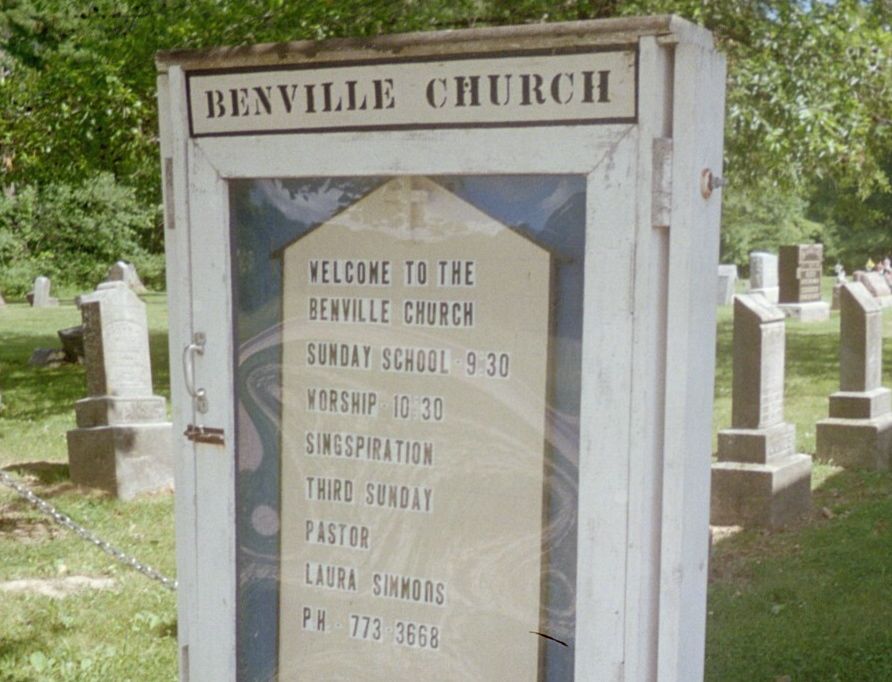 BENVILLE CHURCH
WELCOME TO THE
BENVILLE CHURCH
SUNDAY SCHOOL - 9:30
WORSHIP - 10:30
SINGSPIRATION
THIRD SUNDAY
PASTOR
LAURA SIMMONS
PH - 773-3668